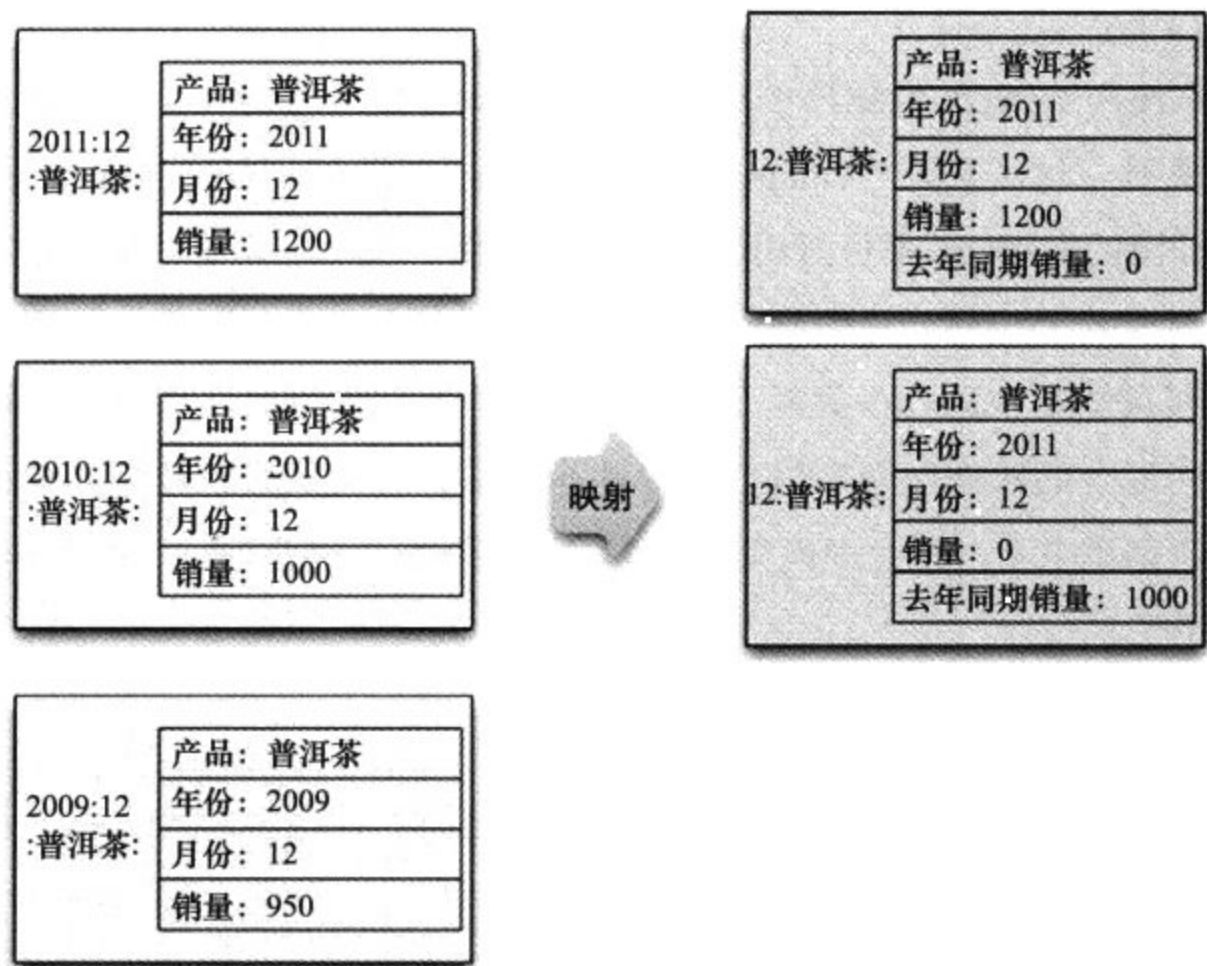 2011:12
:普洱茶:
产品：普洱茶
年份：2011
月份：12
销量：1200
2010:12
:普洱茶:
产品：普洱茶
年份：2010
月份：12
销量：1000
2009:12
:普洱茶:
产品：普洱茶
年份：2009
月份：12
销量：950
映射
12:普洱茶:
产品：普洱茶
年份：2011
月份：12
销量：1200
去年同期销量：0
12:普洱茶:
产品：普洱茶
年份：2011
月份：12
销量：0
去年同期销量：1000